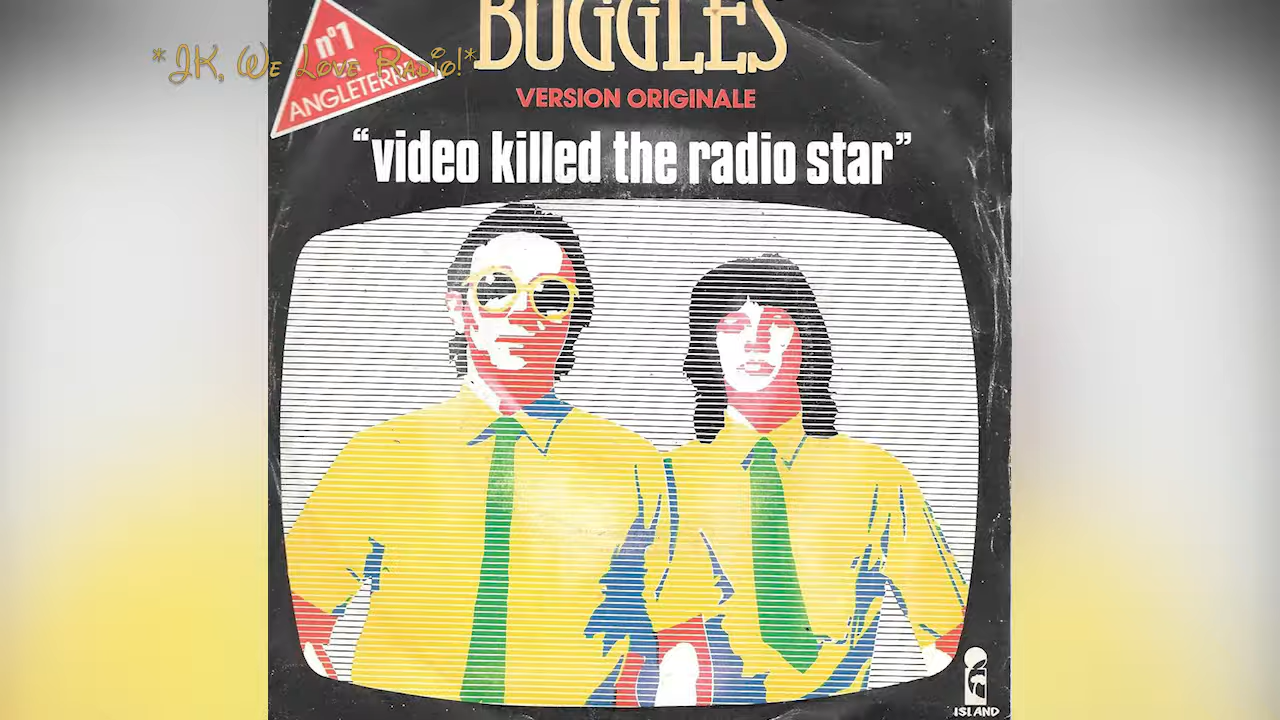 BUGGLES
n°1
ANGLETERRE
*JK, We Love Radio!*
VERSION ORIGINALE
“video killed the radio star”
ISLAND